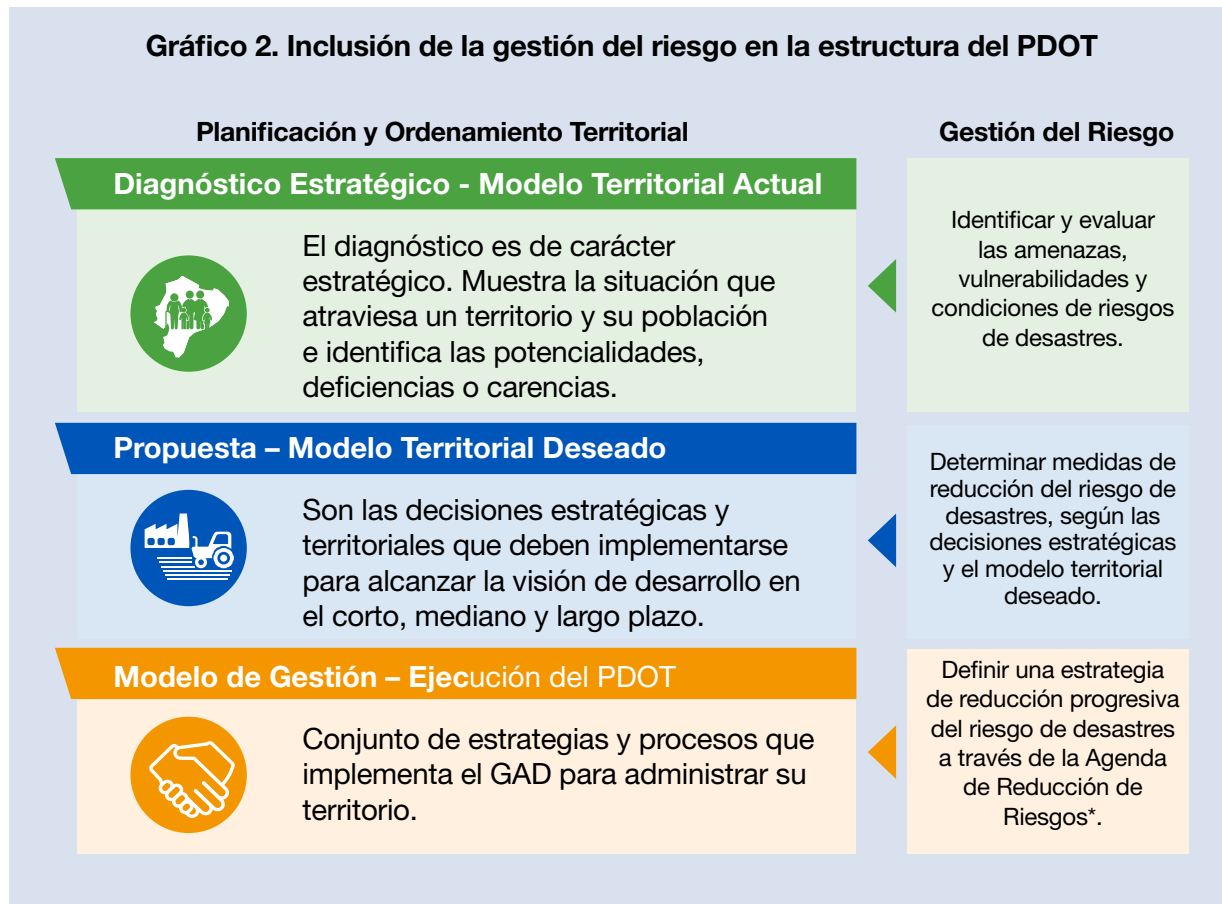 Gráfico 2. Inclusión de la gestión del riesgo en la estructura del PDOT
Planificación y Ordenamiento Territorial
Gestión del Riesgo
Diagnóstico Estratégico - Modelo Territorial Actual
El diagnóstico es de carácter
estratégico. Muestra la situación que
atraviesa un territorio y su población
e identifica las potencialidades,
deficiencias o carencias.
Identificar y evaluar
las amenazas,
vulnerabilidades y
condiciones de riesgos
de desastres.
Propuesta – Modelo Territorial Deseado
Son las decisiones estratégicas y
territoriales que deben implementarse
para alcanzar la visión de desarrollo en
el corto, mediano y largo plazo.
Determinar medidas de
reducción del riesgo de
desastres, según las
decisiones estratégicas
y el modelo territorial
deseado.
Modelo de Gestión – Ejecución del PDOT
Conjunto de estrategias y procesos que
implementa el GAD para administrar su
territorio.
Definir una estrategia
de reducción progresiva
del riesgo de desastres
a través de la Agenda
de Reducción de
Riesgos*.